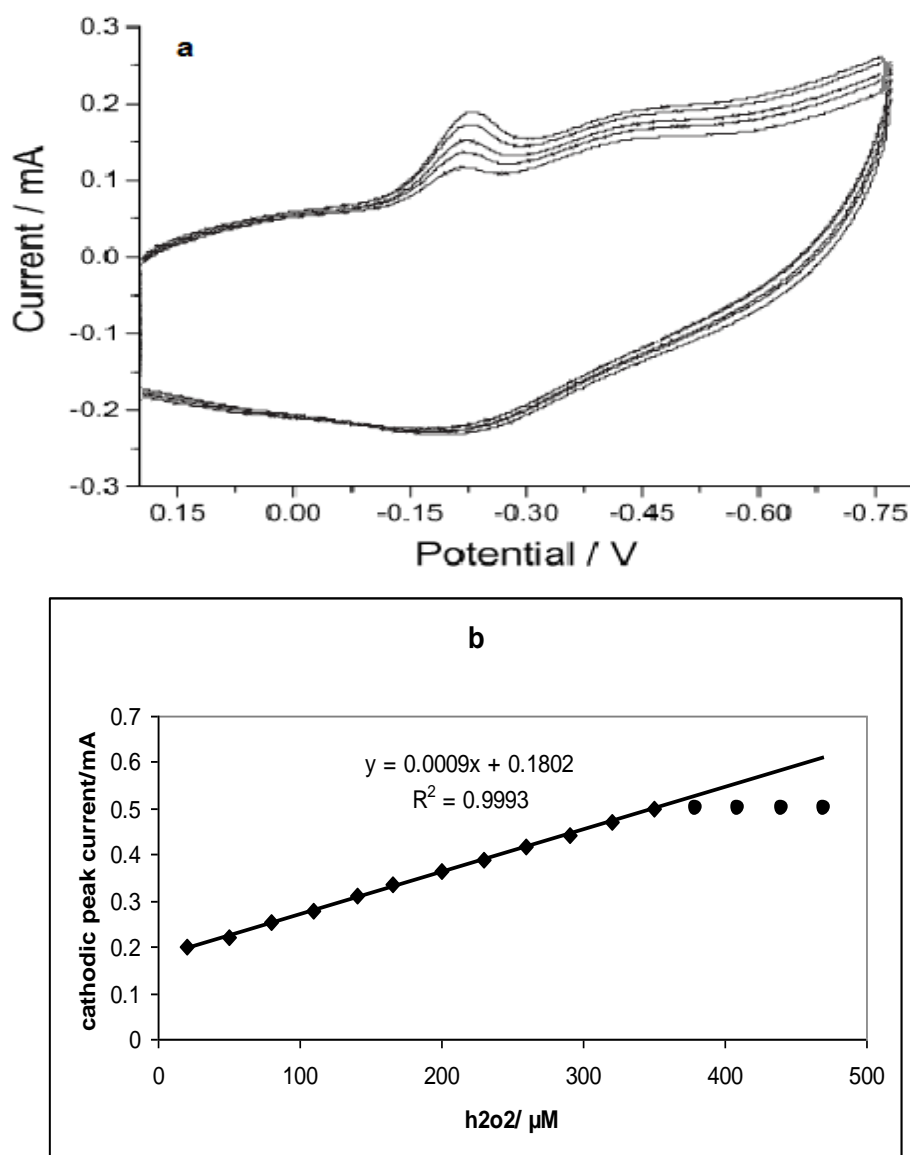 a
0.3
0.2
0.1
0.0
-0.1
-0.2
-0.3
Current / mA
0.15 0.00 -0.15 -0.30 -0.45 -0.60 -0.75
Potential / V
b
0.7
0.6
0.5
0.4
0.3
0.2
0.1
0
cathodic peak current/mA
y = 0.0009x + 0.1802
R² = 0.9993
0 100 200 300 400 500
h2o2/ μM